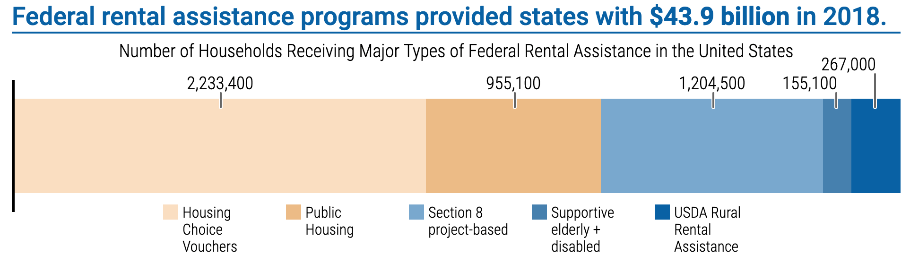 Federal rental assistance programs provided states with $43.9 billion in 2018.
Number of Households Receiving Major Types of Federal Rental Assistance in the United States
2,233,400
955,100
1,204,500
155,100
267,000
Housing
Choice
Vouchers
Public
Housing
Section 8
project-based
Supportive
elderly +
disabled
USDA Rural
Rental
Assistance